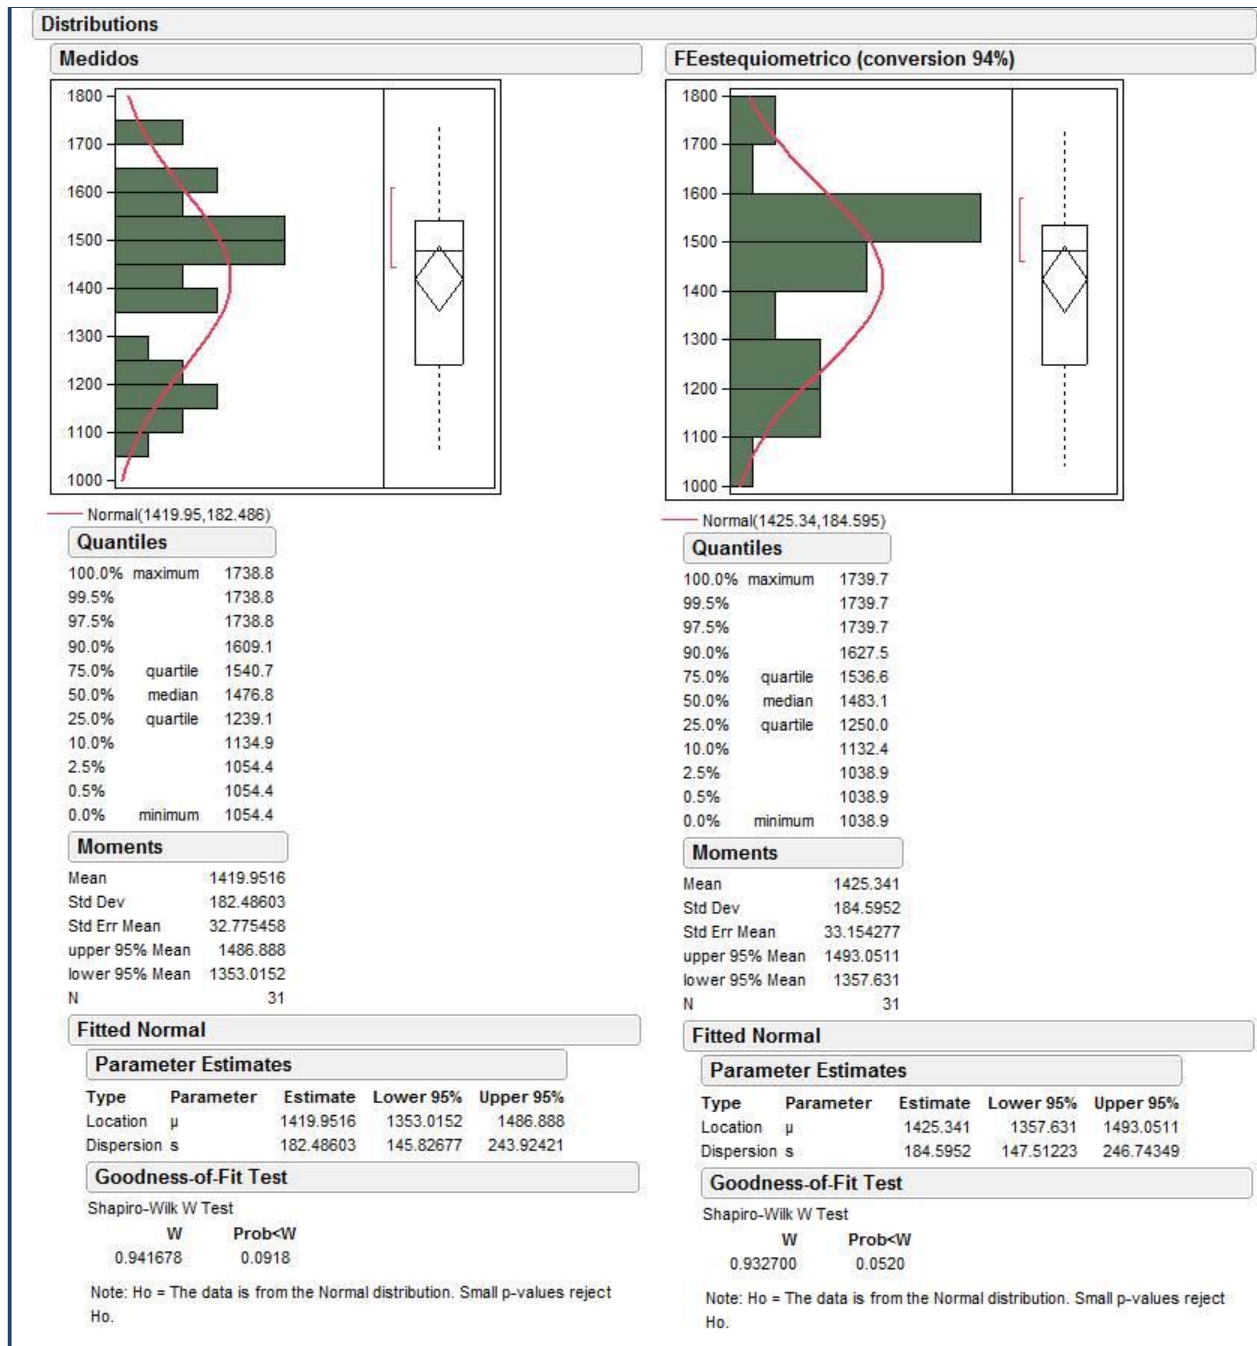 Distributions
Medidos
1800
1700
1600
1500
1400
1300
1200
1100
1000
Normal(1419.95,182.486)
Quantiles
100.0% maximum 1738.8
99.5% 1738.8
97.5% 1738.8
90.0% 1609.1
75.0% quartile 1540.7
50.0% median 1476.8
25.0% quartile 1239.1
10.0% 1134.9
2.5% 1054.4
0.5% 1054.4
0.0% minimum 1054.4
Moments
Mean 1419.9516
Std Dev 182.48603
Std Err Mean 32.775458
upper 95% Mean 1486.888
lower 95% Mean 1353.0152
N 31
Fitted Normal
Parameter Estimates
Type Parameter Estimate Lower 95% Upper 95%
Location μ 1419.9516 1353.0152 1486.888
Dispersion s 182.48603 145.82677 243.92421
Goodness-of-Fit Test
Shapiro-Wilk W Test
W Prob<W
0.941678 0.0918
Note: Ho = The data is from the Normal distribution. Small p-values reject
Ho.
FEestequiometrico (conversion 94%)
1800
1700
1600
1500
1400
1300
1200
1100
1000
Normal(1425.34,184.595)
Quantiles
100.0% maximum 1739.7
99.5% 1739.7
97.5% 1739.7
90.0% 1627.5
75.0% quartile 1536.6
50.0% median 1483.1
25.0% quartile 1250.0
10.0% 1132.4
2.5% 1038.9
0.5% 1038.9
0.0% minimum 1038.9
Moments
Mean 1425.341
Std Dev 184.5952
Std Err Mean 33.154277
upper 95% Mean 1493.0511
lower 95% Mean 1357.631
N 31
Fitted Normal
Parameter Estimates
Type Parameter Estimate Lower 95% Upper 95%
Location μ 1425.341 1357.631 1493.0511
Dispersion s 184.5952 147.51223 246.74349
Goodness-of-Fit Test
Shapiro-Wilk W Test
W Prob<W
0.932700 0.0520
Note: Ho = The data is from the Normal distribution. Small p-values reject
Ho.